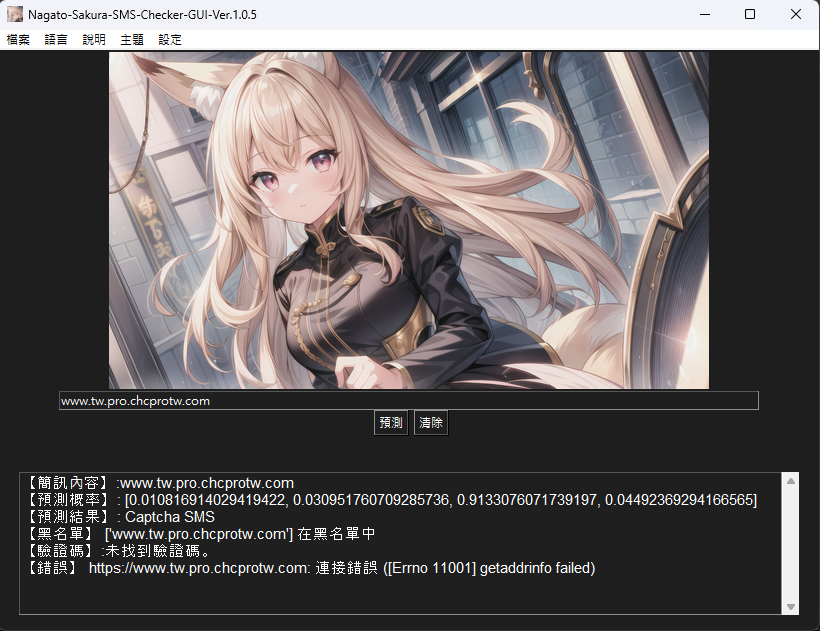 Nagato-Sakura-SMS-Checker-GUI-Ver.1.0.5
檔案 語言 說明 主題 設定
www.tw.pro.chcprotw.com
預測 清除
【簡訊內容】:www.tw.pro.chcprotw.com
【預測概率】: [0.010816914029419422, 0.030951760709285736, 0.9133076071739197, 0.04492369294166565]
【預測結果】: Captcha SMS
【黑名單】 ['www.tw.pro.chcprotw.com'] 在黑名單中
【驗證碼】:未找到驗證碼。
【錯誤】 https://www.tw.pro.chcprotw.com: 連接錯誤 ([Errno 11001] getaddrinfo failed)